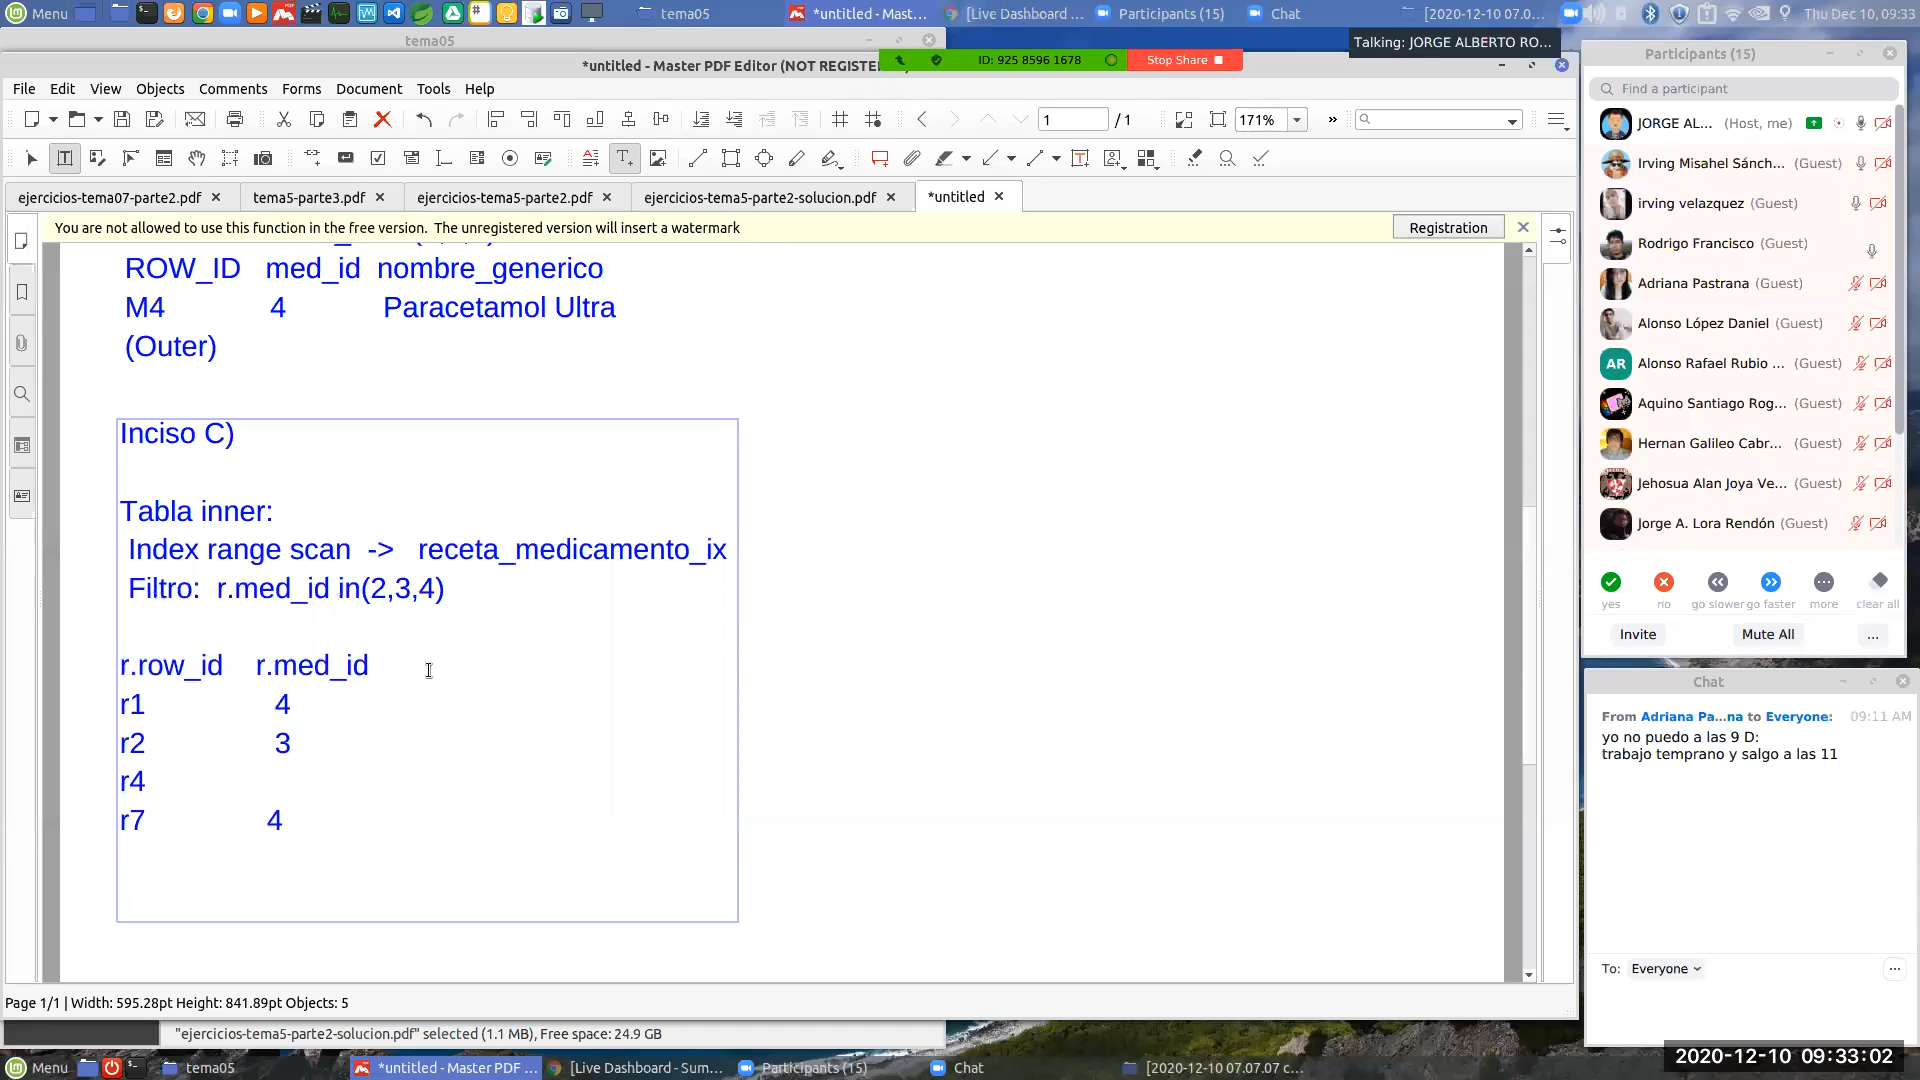 Menu
tema05
*untitled - Mast...
[Live Dashboard ...
Participants (15)
Chat
[2020-12-10 07.0...
Thu Dec 10, 09:33
tema05
Talking: JORGE ALBERTO RO...
*untitled - Master PDF Editor (NOT REGISTE
ID: 925 8596 1678
Stop Share
File Edit View Objects Comments Forms Document Tools Help
1 / 1
171%
ejercicios-tema07-parte2.pdf
tema5-parte3.pdf
ejercicios-tema5-parte2.pdf
ejercicios-tema5-parte2-solucion.pdf
*untitled
You are not allowed to use this function in the free version. The unregistered version will insert a watermark
Registration
ROW_ID med_id nombre_generico
M4 4 Paracetamol Ultra
(Outer)
Inciso C)
Tabla inner:
Index range scan -> receta_medicamento_ix
Filtro: r.med_id in(2,3,4)
r.row_id r.med_id
r1 4
r2 3
r4
r7 4
Page 1/1 | Width: 595.28pt Height: 841.89pt Objects: 5
"ejercicios-tema5-parte2-solucion.pdf" selected (1.1 MB), Free space: 24.9 GB
Participants (15)
Find a participant
JORGE AL... (Host, me)
Irving Misahel Sánch... (Guest)
irving velazquez (Guest)
Rodrigo Francisco (Guest)
Adriana Pastrana (Guest)
Alonso López Daniel (Guest)
AR Alonso Rafael Rubio ... (Guest)
Aquino Santiago Rog... (Guest)
Hernan Galileo Cabr... (Guest)
Jehosua Alan Joya Ve... (Guest)
Jorge A. Lora Rendón (Guest)
yes no go slower go faster more clear all
Invite
Mute All
...
Chat
From Adriana Pa...na to Everyone: 09:11 AM
yo no puedo a las 9 D:
trabajo temprano y salgo a las 11
To: Everyone
Menu
tema05
*untitled - Master PDF ...
[Live Dashboard - Sum...
Participants (15)
Chat
[2020-12-10 07.07.07 c...
2020-12-10 09:33:02